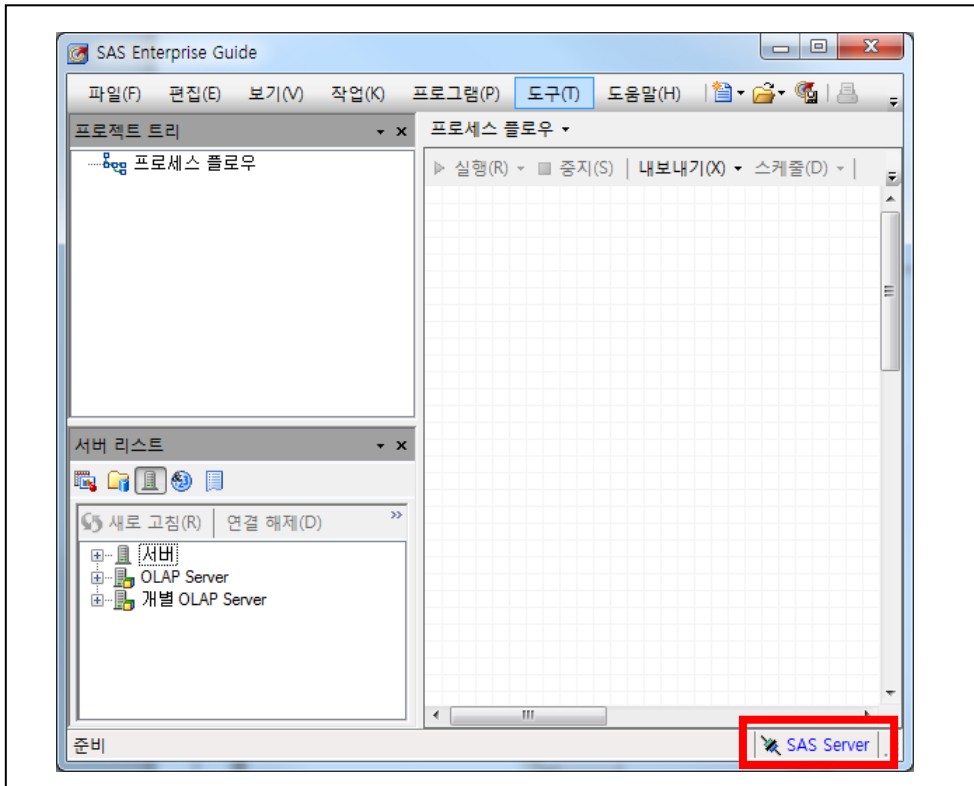 SAS Enterprise Guide
파일(F) 편집(E) 보기(V) 작업(K) 프로그램(P) 도구(T) 도움말(H)
프로젝트 트리
프로세스 플로우
프로세스 플로우
실행(R) 중지(S) 내보내기(X) 스케줄(D)
서버 리스트
새로 고침(R) 연결 해제(D)
서버
OLAP Server
개별 OLAP Server
준비
SAS Server